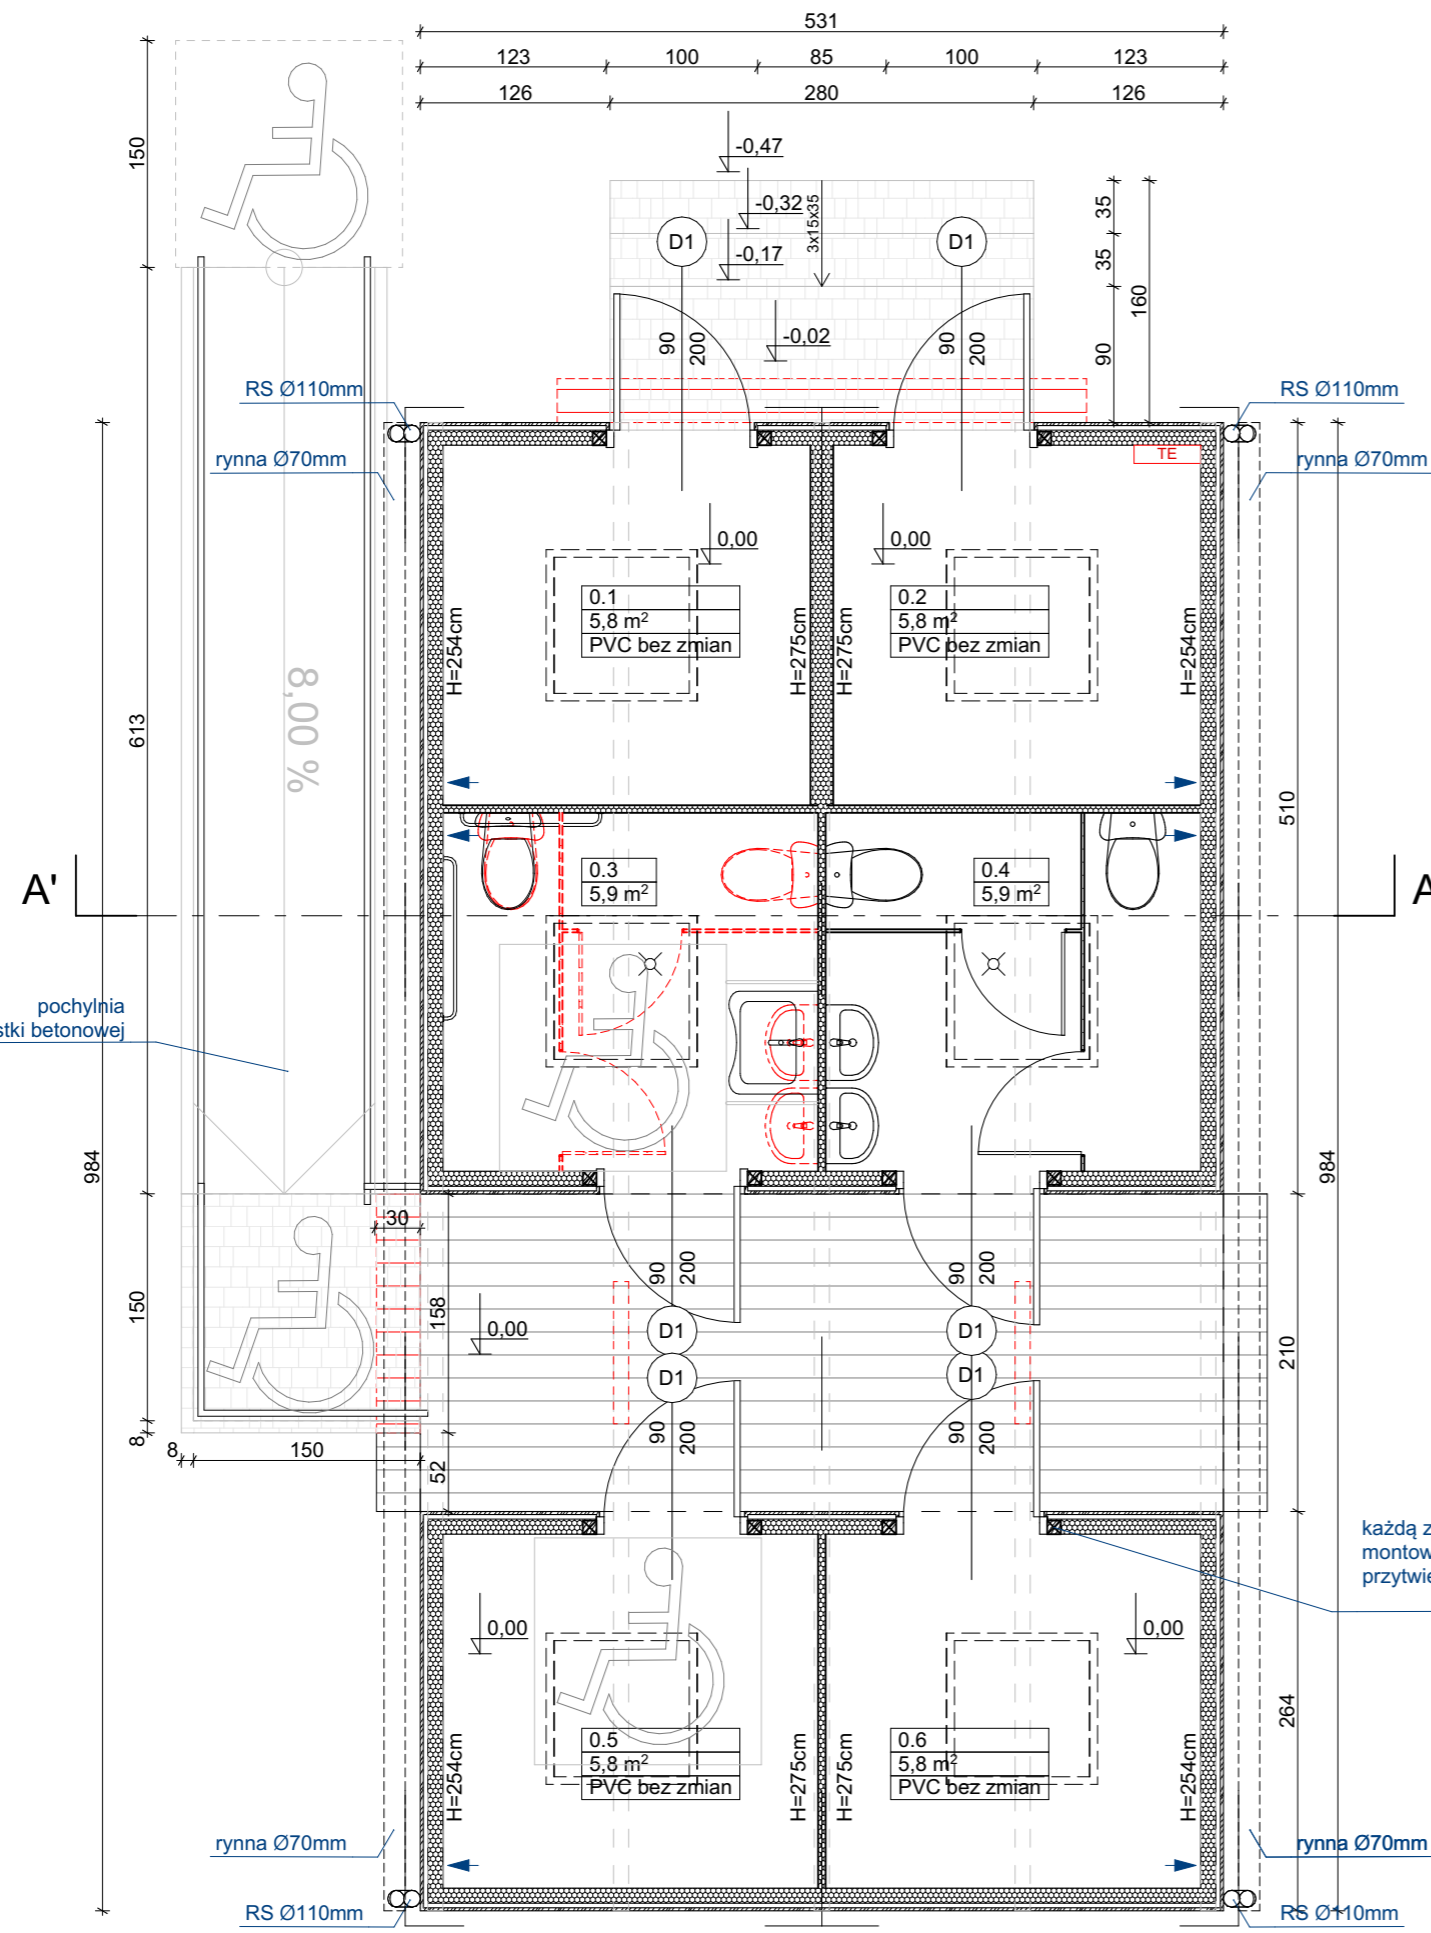 531
123 100 85 100 123
126 280 126
150
-0,47
-0,32
-0,17
-0,02
3x15x35
35
35
90
160
D1
D1
90
200
90
200
RS Ø110mm
RS Ø110mm
rynna Ø70mm
rynna Ø70mm
TE
0,00
0,00
0.1
5,8 m²
PVC bez zmian
0.2
5,8 m²
PVC bez zmian
H=254cm
H=275cm
H=275cm
H=254cm
8,00 %
613
510
0.3
5,9 m²
0.4
5,9 m²
A'
A
pochylnia
stki betonowej
984
984
30
158
150
0,00
90
200
90
200
D1
D1
D1
D1
90
200
90
200
210
8
8
150
52
każdą z
montow
przytwie
0,00
0,00
0.5
5,8 m²
PVC bez zmian
0.6
5,8 m²
PVC bez zmian
H=254cm
H=275cm
H=275cm
H=254cm
264
rynna Ø70mm
rynna Ø70mm
RS Ø110mm
RS Ø110mm